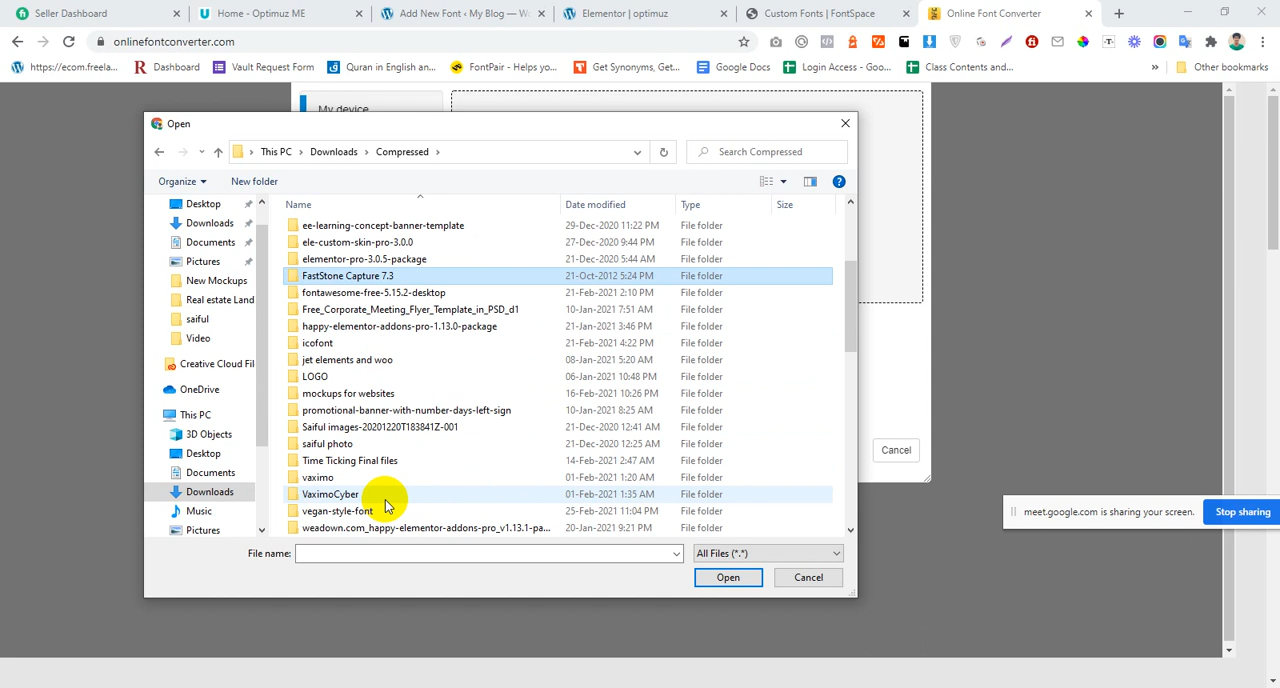 Seller Dashboard
Home - Optimuz ME
Add New Font ‹ My Blog — W
Elementor | optimuz
Custom Fonts | FontSpace
Online Font Converter
onlinefontconverter.com
https://ecom.freela...
Dashboard
Vault Request Form
Quran in English an...
FontPair - Helps yo...
Get Synonyms, Get...
Google Docs
Login Access - Goo...
Class Contents and...
»
Other bookmarks
My device
Open
This PC > Downloads > Compressed >
Search Compressed
Organize
New folder
Name
Date modified
Type
Size
Desktop
Downloads
Documents
Pictures
New Mockups
Real estate Land
saiful
Video
Creative Cloud Fil
OneDrive
This PC
3D Objects
Desktop
Documents
Downloads
Music
Pictures
ee-learning-concept-banner-template 29-Dec-2020 11:22 PM File folder
ele-custom-skin-pro-3.0.0 27-Dec-2020 9:44 PM File folder
elementor-pro-3.0.5-package 21-Dec-2020 5:44 AM File folder
FastStone Capture 7.3 21-Oct-2012 5:24 PM File folder
fontawesome-free-5.15.2-desktop 21-Feb-2021 2:10 PM File folder
Free_Corporate_Meeting_Flyer_Template_in_PSD_d1 10-Jan-2021 7:51 AM File folder
happy-elementor-addons-pro-1.13.0-package 21-Jan-2021 3:46 PM File folder
icofont 21-Feb-2021 4:22 PM File folder
jet elements and woo 08-Jan-2021 5:20 AM File folder
LOGO 06-Jan-2021 10:48 PM File folder
mockups for websites 16-Feb-2021 10:26 PM File folder
promotional-banner-with-number-days-left-sign 10-Jan-2021 8:25 AM File folder
Saiful images-20201220T183841Z-001 21-Dec-2020 12:41 AM File folder
saiful photo 21-Dec-2020 12:25 AM File folder
Time Ticking Final files 14-Feb-2021 2:47 AM File folder
vaximo 01-Feb-2021 1:20 AM File folder
VaximoCyber 01-Feb-2021 1:35 AM File folder
vegan-style-font 25-Feb-2021 11:04 PM File folder
weadown.com_happy-elementor-addons-pro_v1.13.1-pa... 20-Jan-2021 9:21 PM File folder
File name:
All Files (*.*)
Open
Cancel
Cancel
meet.google.com is sharing your screen.
Stop sharing